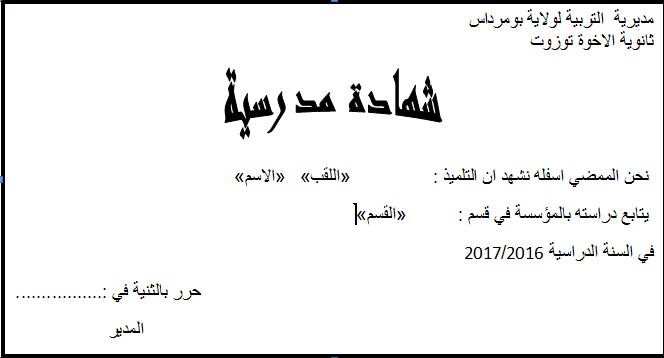 مديرية التربية لولاية بومرداس
ثانوية الاخوة توزوت
شهادة مدرسية
نحن الممضي اسفله نشهد ان التلميذ : «اللقب» «الاسم»
يتابع دراسته بالمؤسسة في قسم : «القسم»
في السنة الدراسية 2017/2016
حرر بالثنية في :.................
المدير